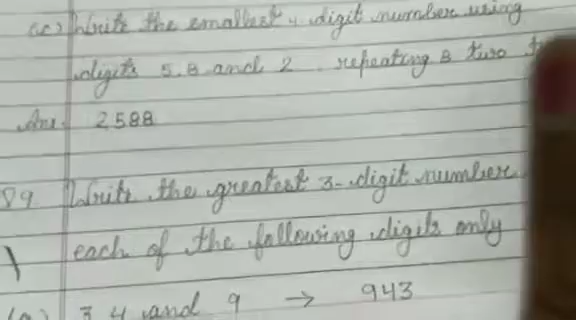 (c) Write the smallest 4 digit number using
digits 5, 8 and 2 repeating 8 two
Ans. 2588
89 Write the greatest 3-digit number
each of the following digits only
(a) 3 4 and 9 → 943